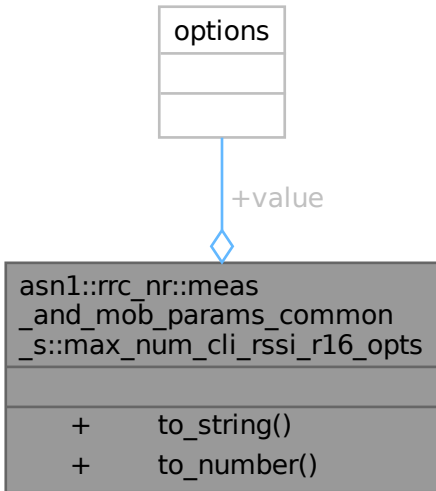 options
+value
asn1::rrc_nr::meas
_and_mob_params_common
_s::max_num_cli_rssi_r16_opts
+ to_string()
+ to_number()